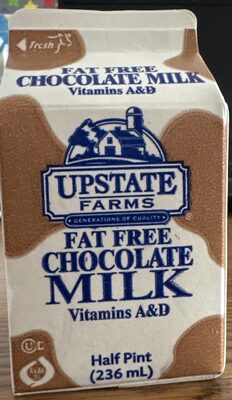 Fresh
FAT FREE
CHOCOLATE MILK
Vitamins A&D
UPSTATE
FARMS
GENERATIONS OF QUALITY
®
FAT FREE
CHOCOLATE
MILK
Vitamins A&D
Half Pint
(236 mL)